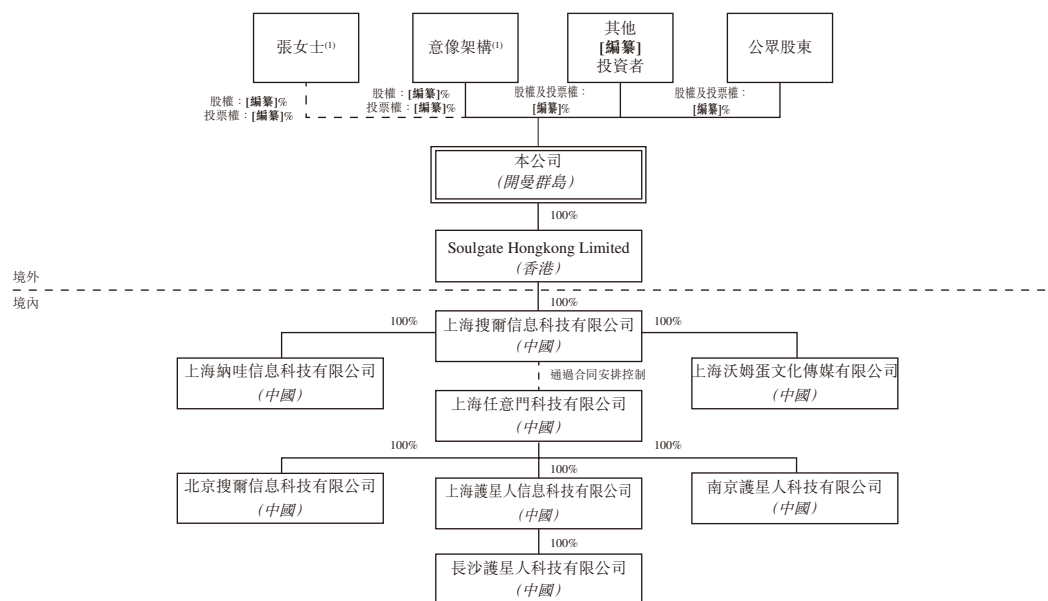 張女士(1)
意像架構(1)
其他
[編纂]
投資者
公眾股東
股權：[編纂]%
投票權：[編纂]%
股權：[編纂]%
投票權：[編纂]%
股權及投票權：
[編纂]%
股權及投票權：
[編纂]%
本公司
（開曼群島）
100%
Soulgate Hongkong Limited
（香港）
境外
境內
100%
上海搜爾信息科技有限公司
（中國）
100%
100%
上海納哇信息科技有限公司
（中國）
通過合同安排控制
上海沃姆蛋文化傳媒有限公司
（中國）
上海任意門科技有限公司
（中國）
100%
100%
100%
北京搜爾信息科技有限公司
（中國）
上海護星人信息科技有限公司
（中國）
南京護星人科技有限公司
（中國）
100%
長沙護星人科技有限公司
（中國）